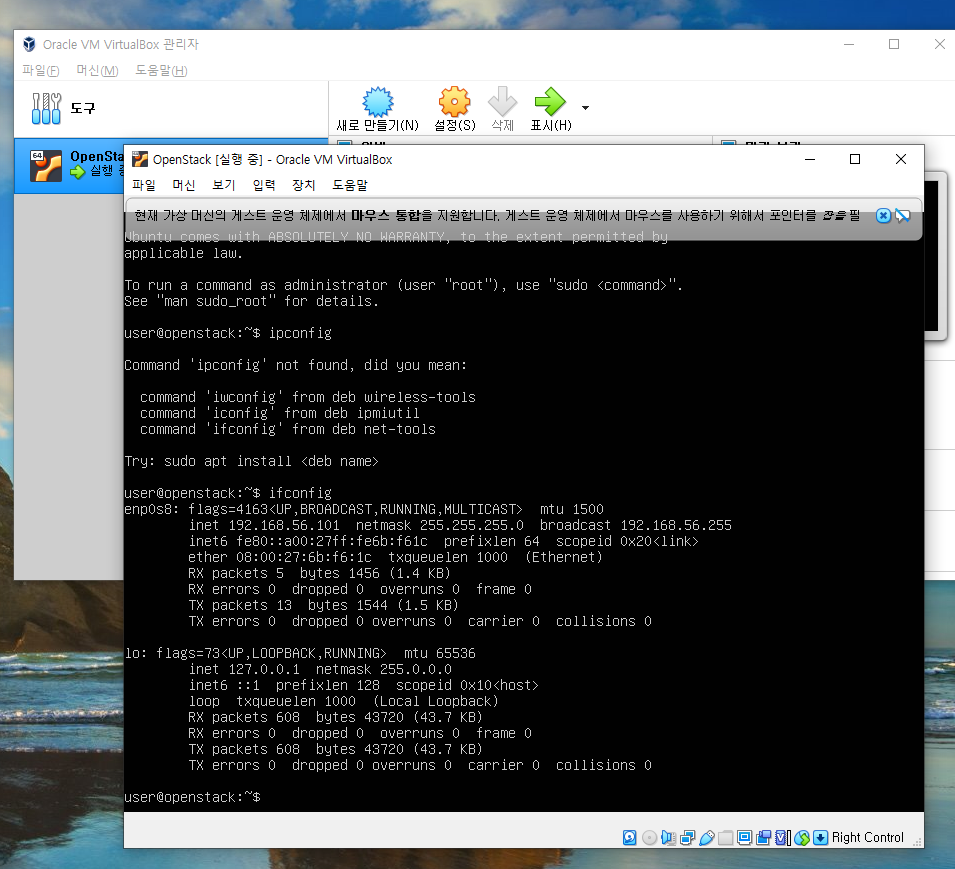 Oracle VM VirtualBox 관리자
파일(F) 머신(M) 도움말(H)
도구
새로 만들기(N) 설정(S) 삭제 표시(H)
64
OpenSta
실행 중
OpenStack [실행 중] - Oracle VM VirtualBox
파일 머신 보기 입력 장치 도움말
현재 가상 머신의 게스트 운영 체제에서 마우스 통합을 지원합니다. 게스트 운영 체제에서 마우스를 사용하기 위해서 포인터를 잡을 필
Ubuntu comes with ABSOLUTELY NO WARRANTY, to the extent permitted by
applicable law.
To run a command as administrator (user "root"), use "sudo <command>".
See "man sudo_root" for details.
user@openstack:~$ ipconfig
Command 'ipconfig' not found, did you mean:
command 'iwconfig' from deb wireless-tools
command 'iconfig' from deb ipmiutil
command 'ifconfig' from deb net-tools
Try: sudo apt install <deb name>
user@openstack:~$ ifconfig
enp0s8: flags=4163<UP,BROADCAST,RUNNING,MULTICAST> mtu 1500
inet 192.168.56.101 netmask 255.255.255.0 broadcast 192.168.56.255
inet6 fe80::a00:27ff:fe6b:f61c prefixlen 64 scopeid 0x20<link>
ether 08:00:27:6b:f6:1c txqueuelen 1000 (Ethernet)
RX packets 5 bytes 1456 (1.4 KB)
RX errors 0 dropped 0 overruns 0 frame 0
TX packets 13 bytes 1544 (1.5 KB)
TX errors 0 dropped 0 overruns 0 carrier 0 collisions 0
lo: flags=73<UP,LOOPBACK,RUNNING> mtu 65536
inet 127.0.0.1 netmask 255.0.0.0
inet6 ::1 prefixlen 128 scopeid 0x10<host>
loop txqueuelen 1000 (Local Loopback)
RX packets 608 bytes 43720 (43.7 KB)
RX errors 0 dropped 0 overruns 0 frame 0
TX packets 608 bytes 43720 (43.7 KB)
TX errors 0 dropped 0 overruns 0 carrier 0 collisions 0
user@openstack:~$
Right Control